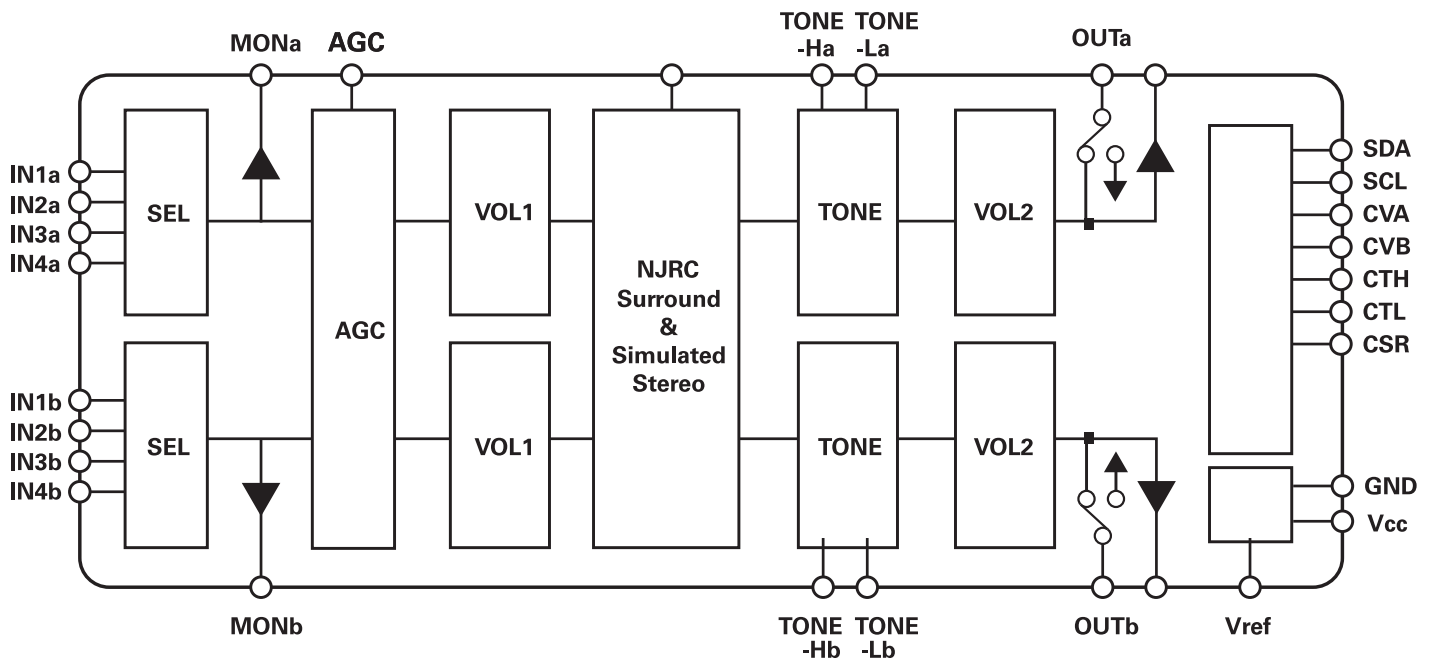 TONE TONE
-Ha -La
MONa AGC OUTa
IN1a
IN2a
IN3a
IN4a
SEL
AGC
VOL1
NJRC
Surround
&
Simulated
Stereo
TONE
VOL2
SDA
SCL
CVA
CVB
CTH
CTL
CSR
IN1b
IN2b
IN3b
IN4b
SEL
VOL1
TONE
VOL2
GND
Vcc
MONb
TONE TONE
-Hb -Lb
OUTb
Vref